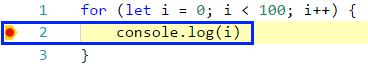 1 for (let i = 0; i < 100; i++) {
2 console.log(i)
3 }